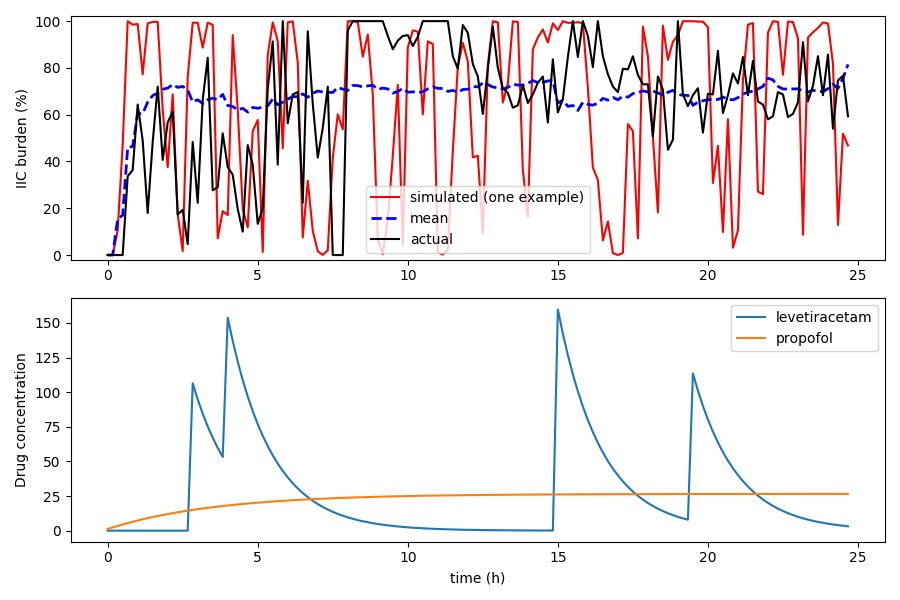 100
80
60
40
20
0
IIC burden (%)
simulated (one example)
mean
actual
0 5 10 15 20 25
150
125
100
75
50
25
0
Drug concentration
levetiracetam
propofol
0 5 10 15 20 25
time (h)